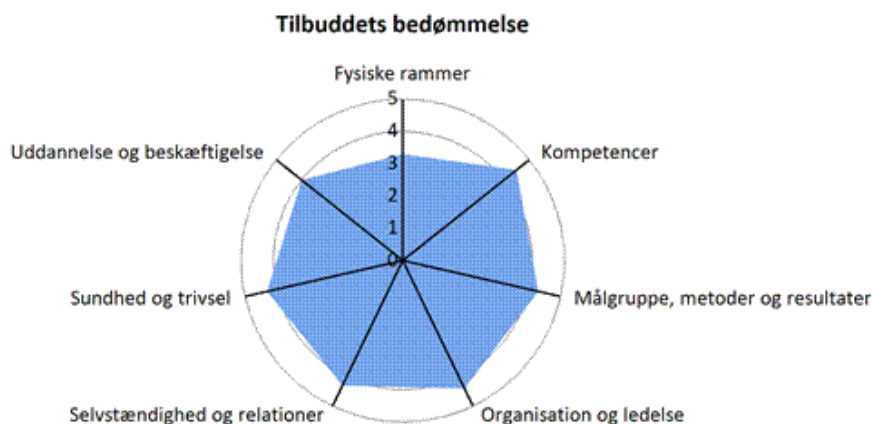 Tilbuddets bedømmelse
Fysiske rammer
5
4
3
2
1
0
Uddannelse og beskæftigelse
Kompetencer
Sundhed og trivsel
Målgruppe, metoder og resultater
Selvstændighed og relationer
Organisation og ledelse